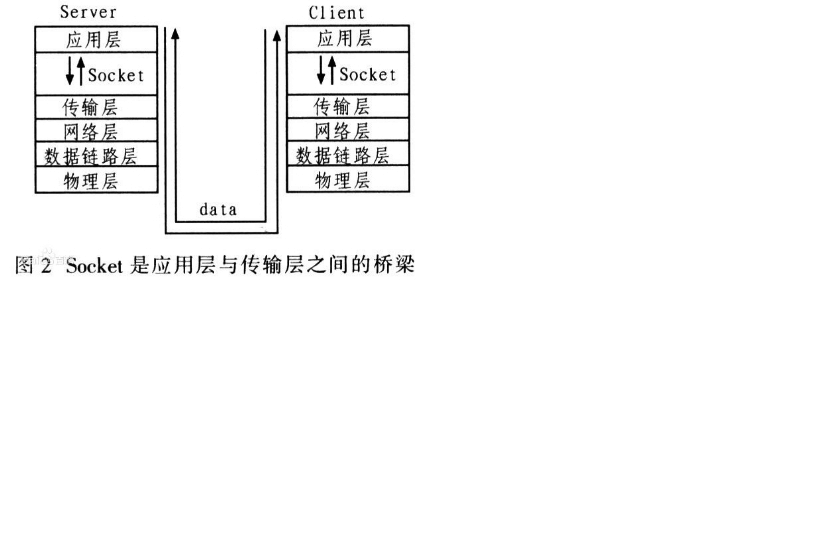 Server
应用层
Socket
传输层
网络层
数据链路层
物理层
Client
应用层
Socket
传输层
网络层
数据链路层
物理层
data
图 2 Socket 是应用层与传输层之间的桥梁